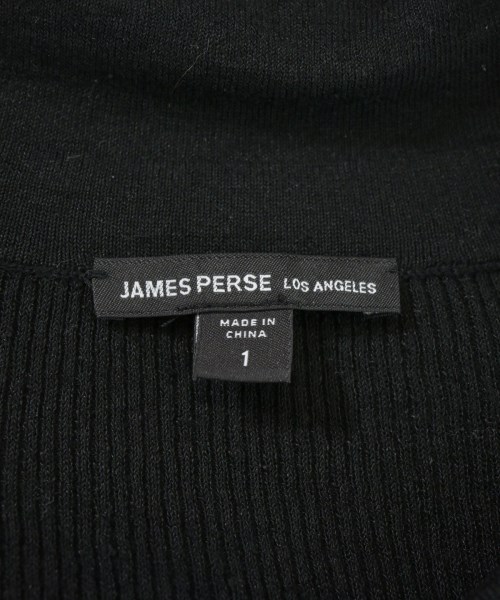 JAMES PERSE LOS ANGELES
MADE IN
CHINA
1